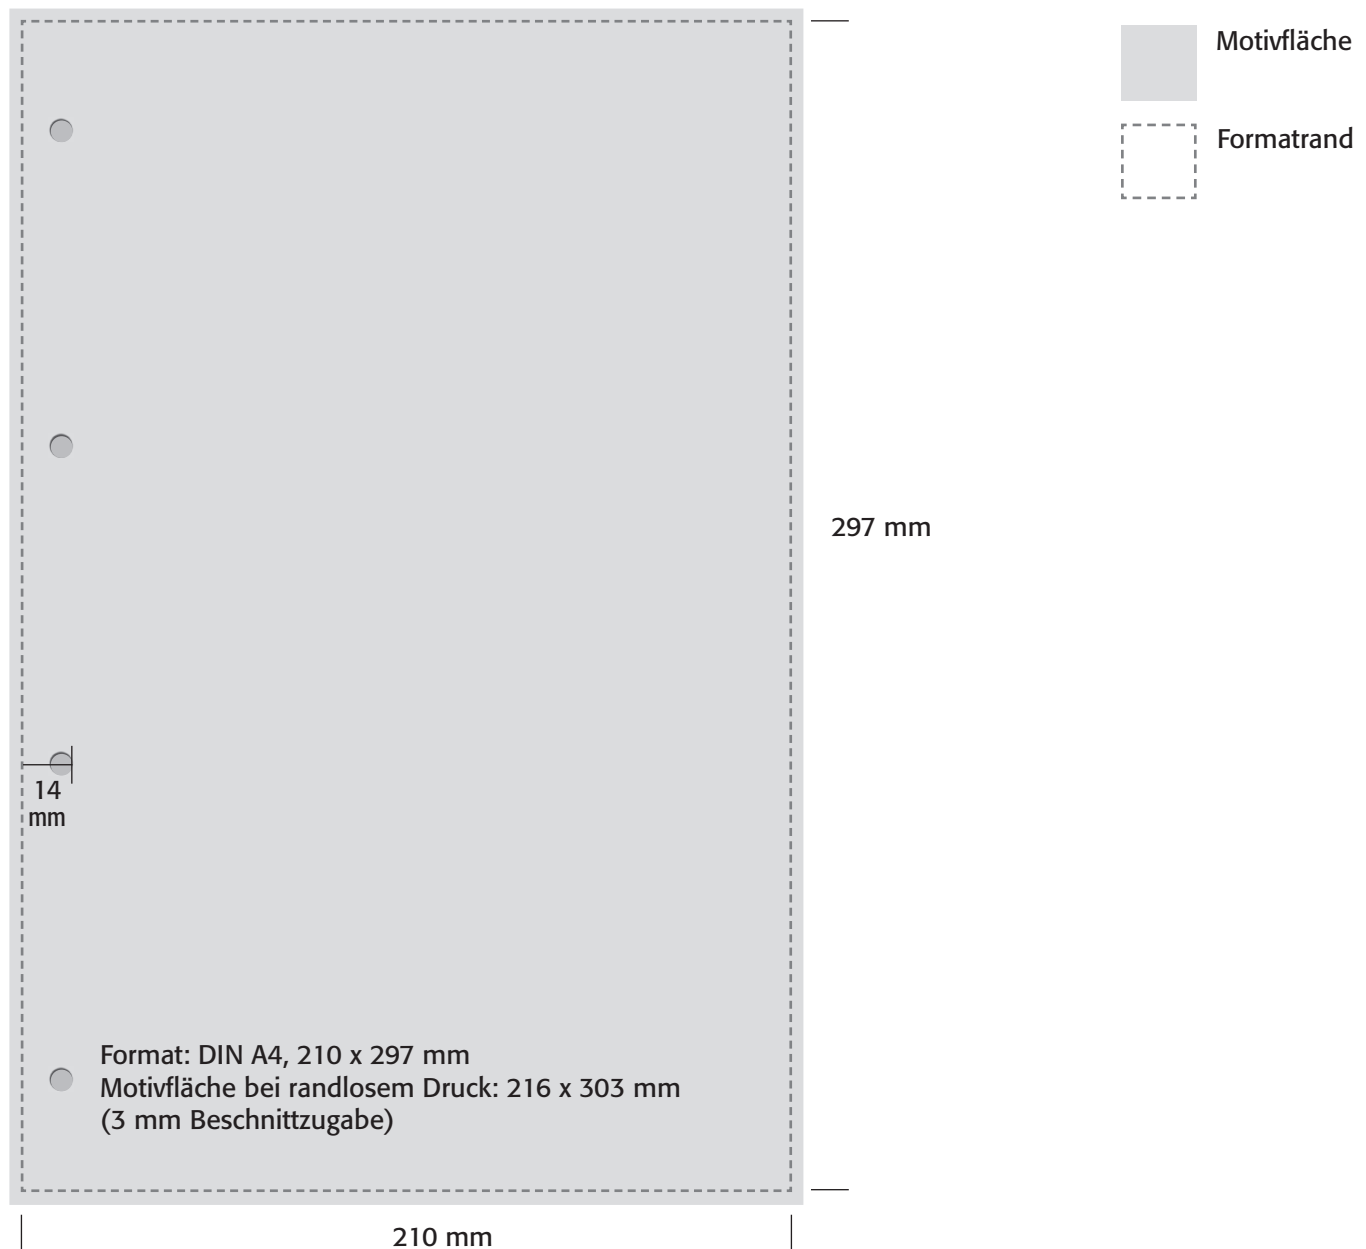 Motivfläche
Formatrand
297 mm
14
mm
Format: DIN A4, 210 x 297 mm
Motivfläche bei randlosem Druck: 216 x 303 mm
(3 mm Beschnittzugabe)
210 mm